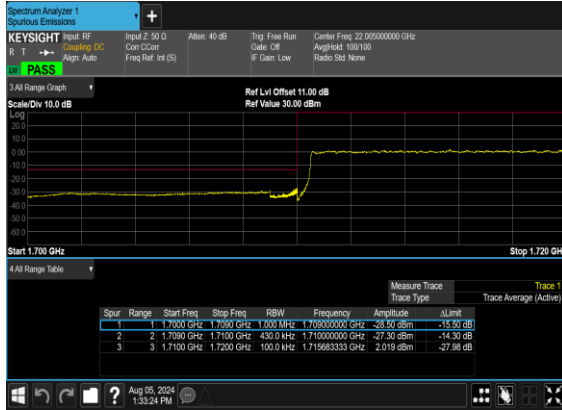 Spectrum Analyzer 1
Spurious Emissions
+
KEYSIGHT Input: RF Input Z: 50 Ω Atten: 40 dB Trig: Free Run Center Freq: 22.005000000 GHz
R T Coupling: DC Corr CCorr Gate: Off Avg|Hold: 100/100
Align: Auto Freq Ref: Int (S) IF Gain: Low Radio Std: None
PASS
3 All Range Graph
Ref Lvl Offset 11.00 dB
Scale/Div 10.0 dB Ref Value 30.00 dBm
Log
20.0
10.0
0.00
-10.0
-20.0
-30.0
-40.0
-50.0
-60.0
Start 1.700 GHz Stop 1.720 GH
4 All Range Table
Measure Trace Trace 1
Trace Type Trace Average (Active)
Spur Range Start Freq Stop Freq RBW Frequency Amplitude ΔLimit
1 1 1.7000 GHz 1.7090 GHz 1.000 MHz 1.709000000 GHz -28.50 dBm -15.50 dB
2 2 1.7090 GHz 1.7100 GHz 430.0 kHz 1.710000000 GHz -27.30 dBm -14.30 dB
3 3 1.7100 GHz 1.7200 GHz 100.0 kHz 1.715683333 GHz 2.019 dBm -27.98 dB
? Aug 05, 2024
1:33:24 PM